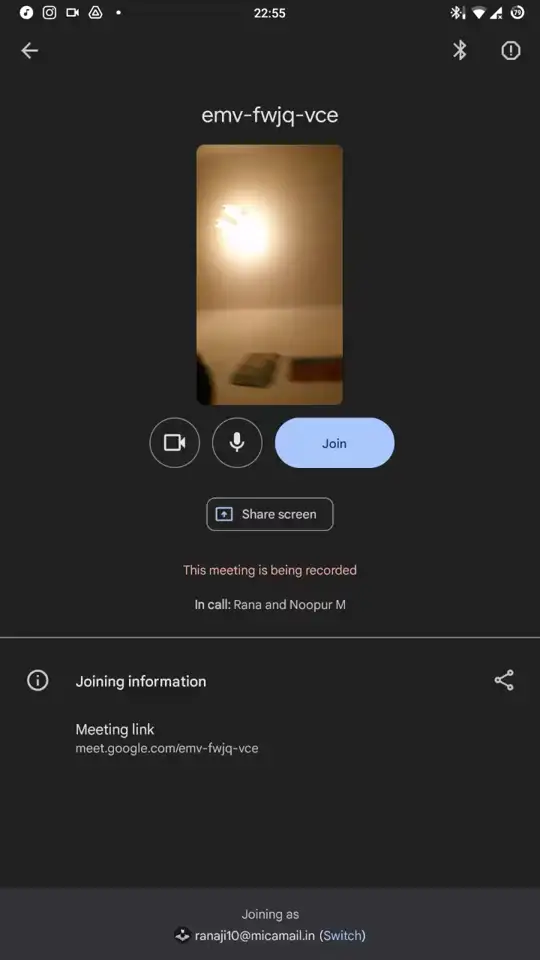 22:55
79
emv-fwjq-vce
Join
Share screen
This meeting is being recorded
In call: Rana and Noopur M
Joining information
Meeting link
meet.google.com/emv-fwjq-vce
Joining as
ranaji10@micamail.in (Switch)